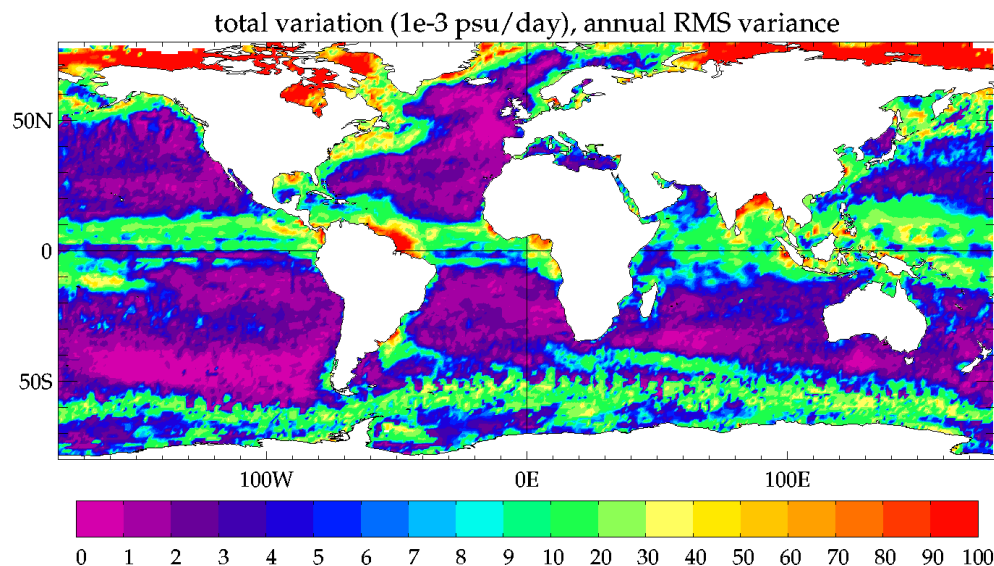 total variation (1e-3 psu/day), annual RMS variance
50N
0
50S
100W 0E 100E
0 1 2 3 4 5 6 7 8 9 10 20 30 40 50 60 70 80 90 100